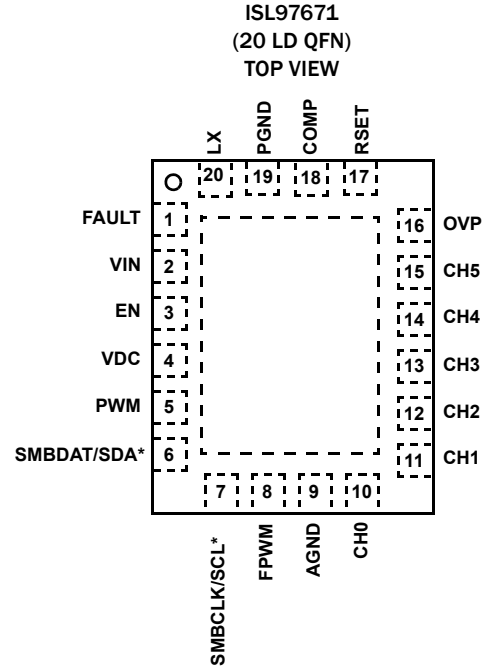 ISL97671
(20 LD QFN)
TOP VIEW
LX
PGND
COMP
RSET
20
19
18
17
FAULT 1
VIN 2
EN 3
VDC 4
PWM 5
SMBDAT/SDA* 6
16 OVP
15 CH5
14 CH4
13 CH3
12 CH2
11 CH1
7
8
9
10
SMBCLK/SCL*
FPWM
AGND
CH0